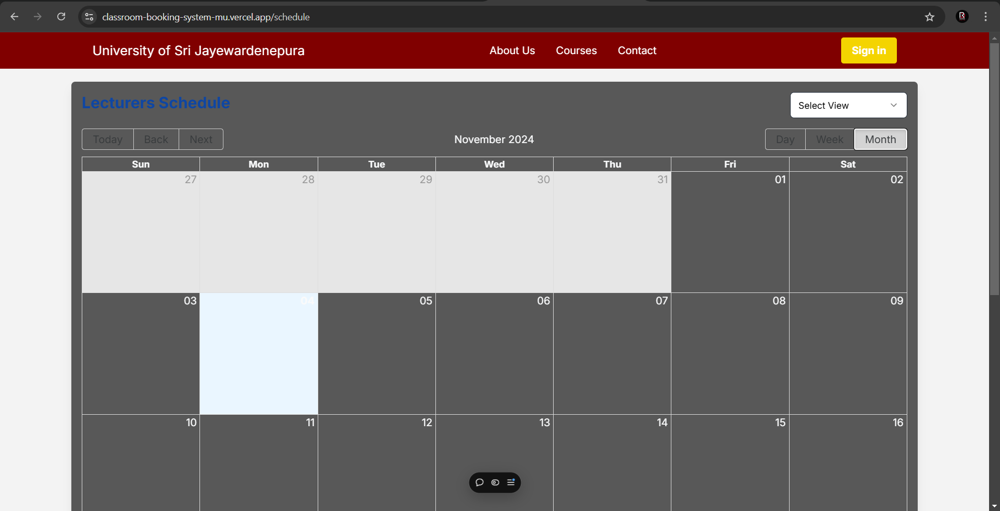 classroom-booking-system-mu.vercel.app/schedule
University of Sri Jayewardenepura
About Us Courses Contact
Sign in
Lecturers Schedule
Select View
Today Back Next
November 2024
Day Week Month
Sun Mon Tue Wed Thu Fri Sat
27 28 29 30 31 01 02
03 04 05 06 07 08 09
10 11 12 13 14 15 16